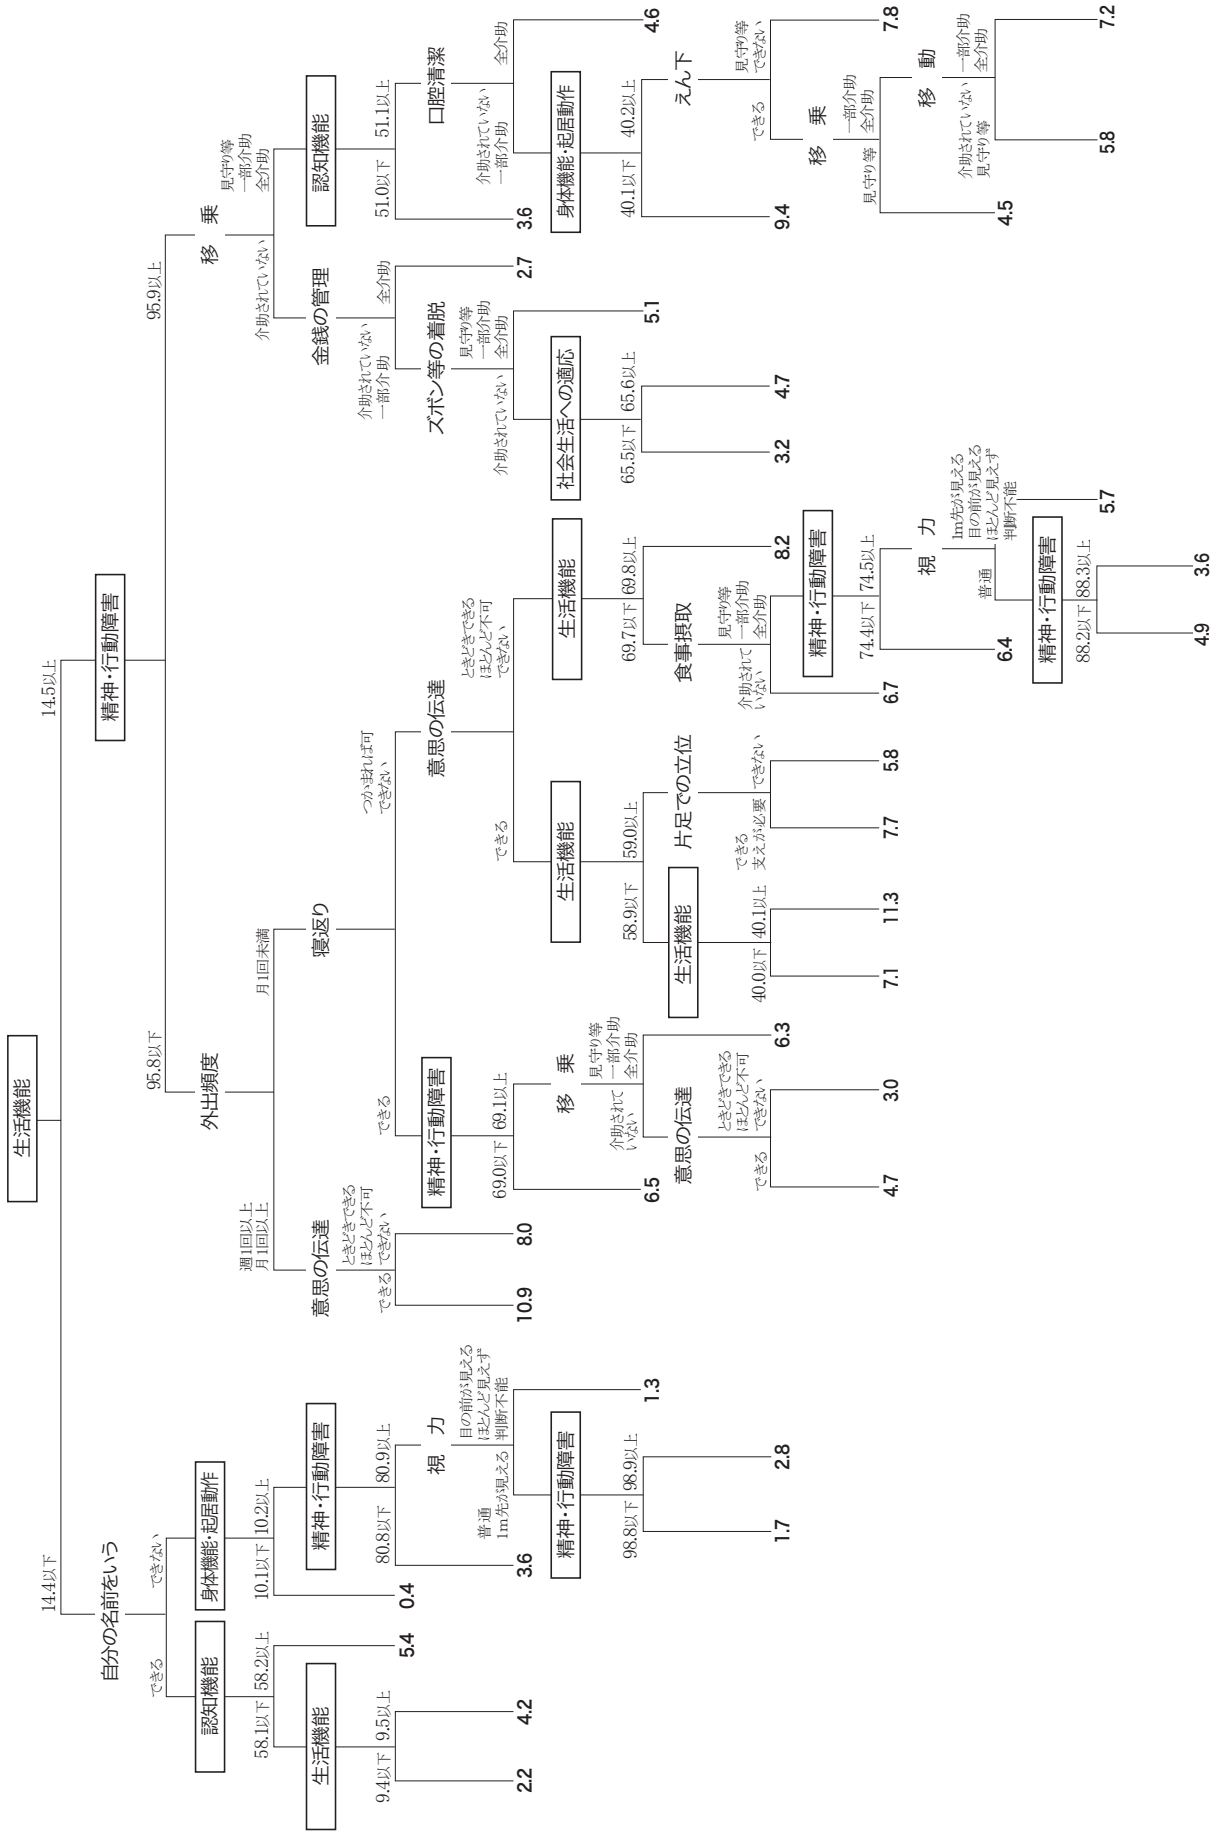 生活機能
14.4以下
14.5以上
自分の名前をいう
精神・行動障害
できる
できない
95.8以下
95.9以上
認知機能
身体機能・起居動作
外出頻度
移乗
58.1以下
58.2以上
10.1以下
10.2以上
週1回以上
月1回以上
月1回未満
介助されていない
見守り等
一部介助
全介助
生活機能
精神・行動障害
意思の伝達
寝返り
金銭の管理
認知機能
9.4以下
9.5以上
5.4
0.4
80.8以下
80.9以上
できる
ときどきできる
ほとんど不可
できない
できる
つかまれば可
できない
介助されていない
一部介助
全介助
51.0以下
51.1以上
視力
精神・行動障害
意思の伝達
ズボン等の着脱
口腔清潔
2.2
4.2
3.6
普通
1m先が見える
目の前が見える
ほとんど見えず
判断不能
10.9
8.0
69.0以下
69.1以上
できる
ときどきできる
ほとんど不可
できない
介助されていない
見守り等
一部介助
全介助
2.7
3.6
介助されていない
一部介助
全介助
精神・行動障害
移乗
生活機能
生活機能
社会生活への適応
身体機能・起居動作
98.8以下
98.9以上
1.3
6.5
介助されて
いない
見守り等
一部介助
全介助
58.9以下
59.0以上
69.7以下
69.8以上
65.5以下
65.6以上
5.1
40.1以下
40.2以上
4.6
意思の伝達
生活機能
片足での立位
食事摂取
えん下
1.7
2.8
できる
ときどきできる
ほとんど不可
できない
6.3
40.0以下
40.1以上
できる
支えが必要
できない
介助されて
いない
見守り等
一部介助
全介助
8.2
3.2
4.7
9.4
できる
見守り等
できない
精神・行動障害
移乗
4.7
3.0
7.1
11.3
7.7
5.8
6.7
74.4以下
74.5以上
見守り等
一部介助
全介助
7.8
視力
移動
6.4
普通
1m先が見える
目の前が見える
ほとんど見えず
判断不能
4.5
介助されていない
見守り等
一部介助
全介助
精神・行動障害
88.2以下
88.3以上
5.7
5.8
7.2
4.9
3.6